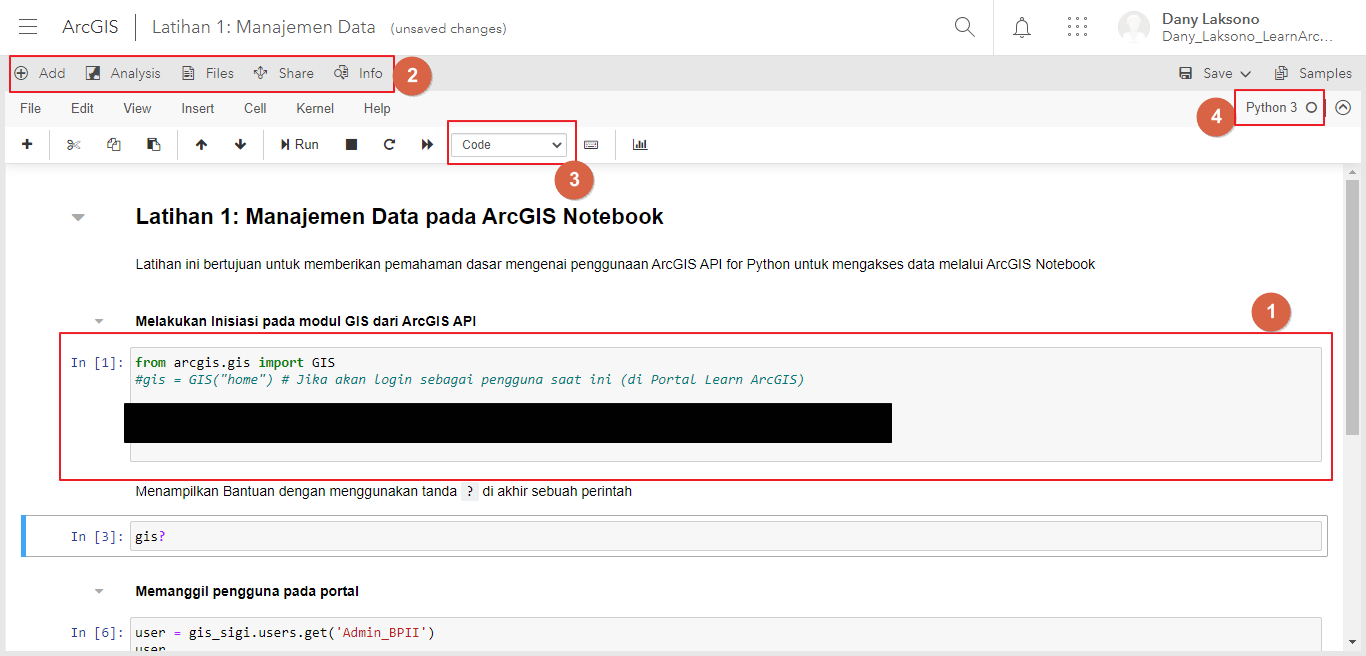 ArcGIS Latihan 1: Manajemen Data (unsaved changes) Dany Laksono
Dany_Laksono_LearnArc...
Add Analysis Files Share Info 2 Save Samples
File Edit View Insert Cell Kernel Help 4 Python 3
Run Code
3
Latihan 1: Manajemen Data pada ArcGIS Notebook
Latihan ini bertujuan untuk memberikan pemahaman dasar mengenai penggunaan ArcGIS API for Python untuk mengakses data melalui ArcGIS Notebook
1
Melakukan Inisiasi pada modul GIS dari ArcGIS API
In [1]: from arcgis.gis import GIS
#gis = GIS("home") # Jika akan login sebagai pengguna saat ini (di Portal Learn ArcGIS)
Menampilkan Bantuan dengan menggunakan tanda ? di akhir sebuah perintah
In [3]: gis?
Memanggil pengguna pada portal
In [6]: user = gis_sigi.users.get('Admin_BPII')
user